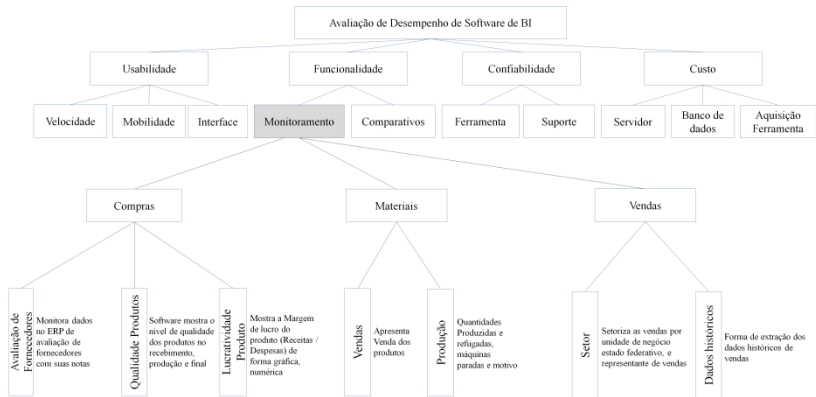 Avaliação de Desempenho de Software de BI
Usabilidade
Funcionalidade
Confiabilidade
Custo
Velocidade
Mobilidade
Interface
Monitoramento
Comparativos
Ferramenta
Suporte
Servidor
Banco de
dados
Aquisição
Ferramenta
Compras
Materiais
Vendas
Avaliação de
Fornecedores
Monitora dados
no ERP de
avaliação de
fornecedores
com suas notas
Qualidade Produtos
Software mostra o
nivel de qualidade
dos produtos no
recebimento,
produção e final
Lucratividade
Produto
Mostra a Margem
de lucro do
produto (Receitas /
Despesas) de
forma gráfica,
numérica
Vendas
Apresenta
Venda dos
produtos
Produção
Quantidades
Produzidas e
refugadas,
máquinas
paradas e motivo
Setor
Setoriza as vendas por
unidade de negócio
estado federativo, e
representante de vendas
Dados históricos
Forma de extração dos
dados históricos de
vendas